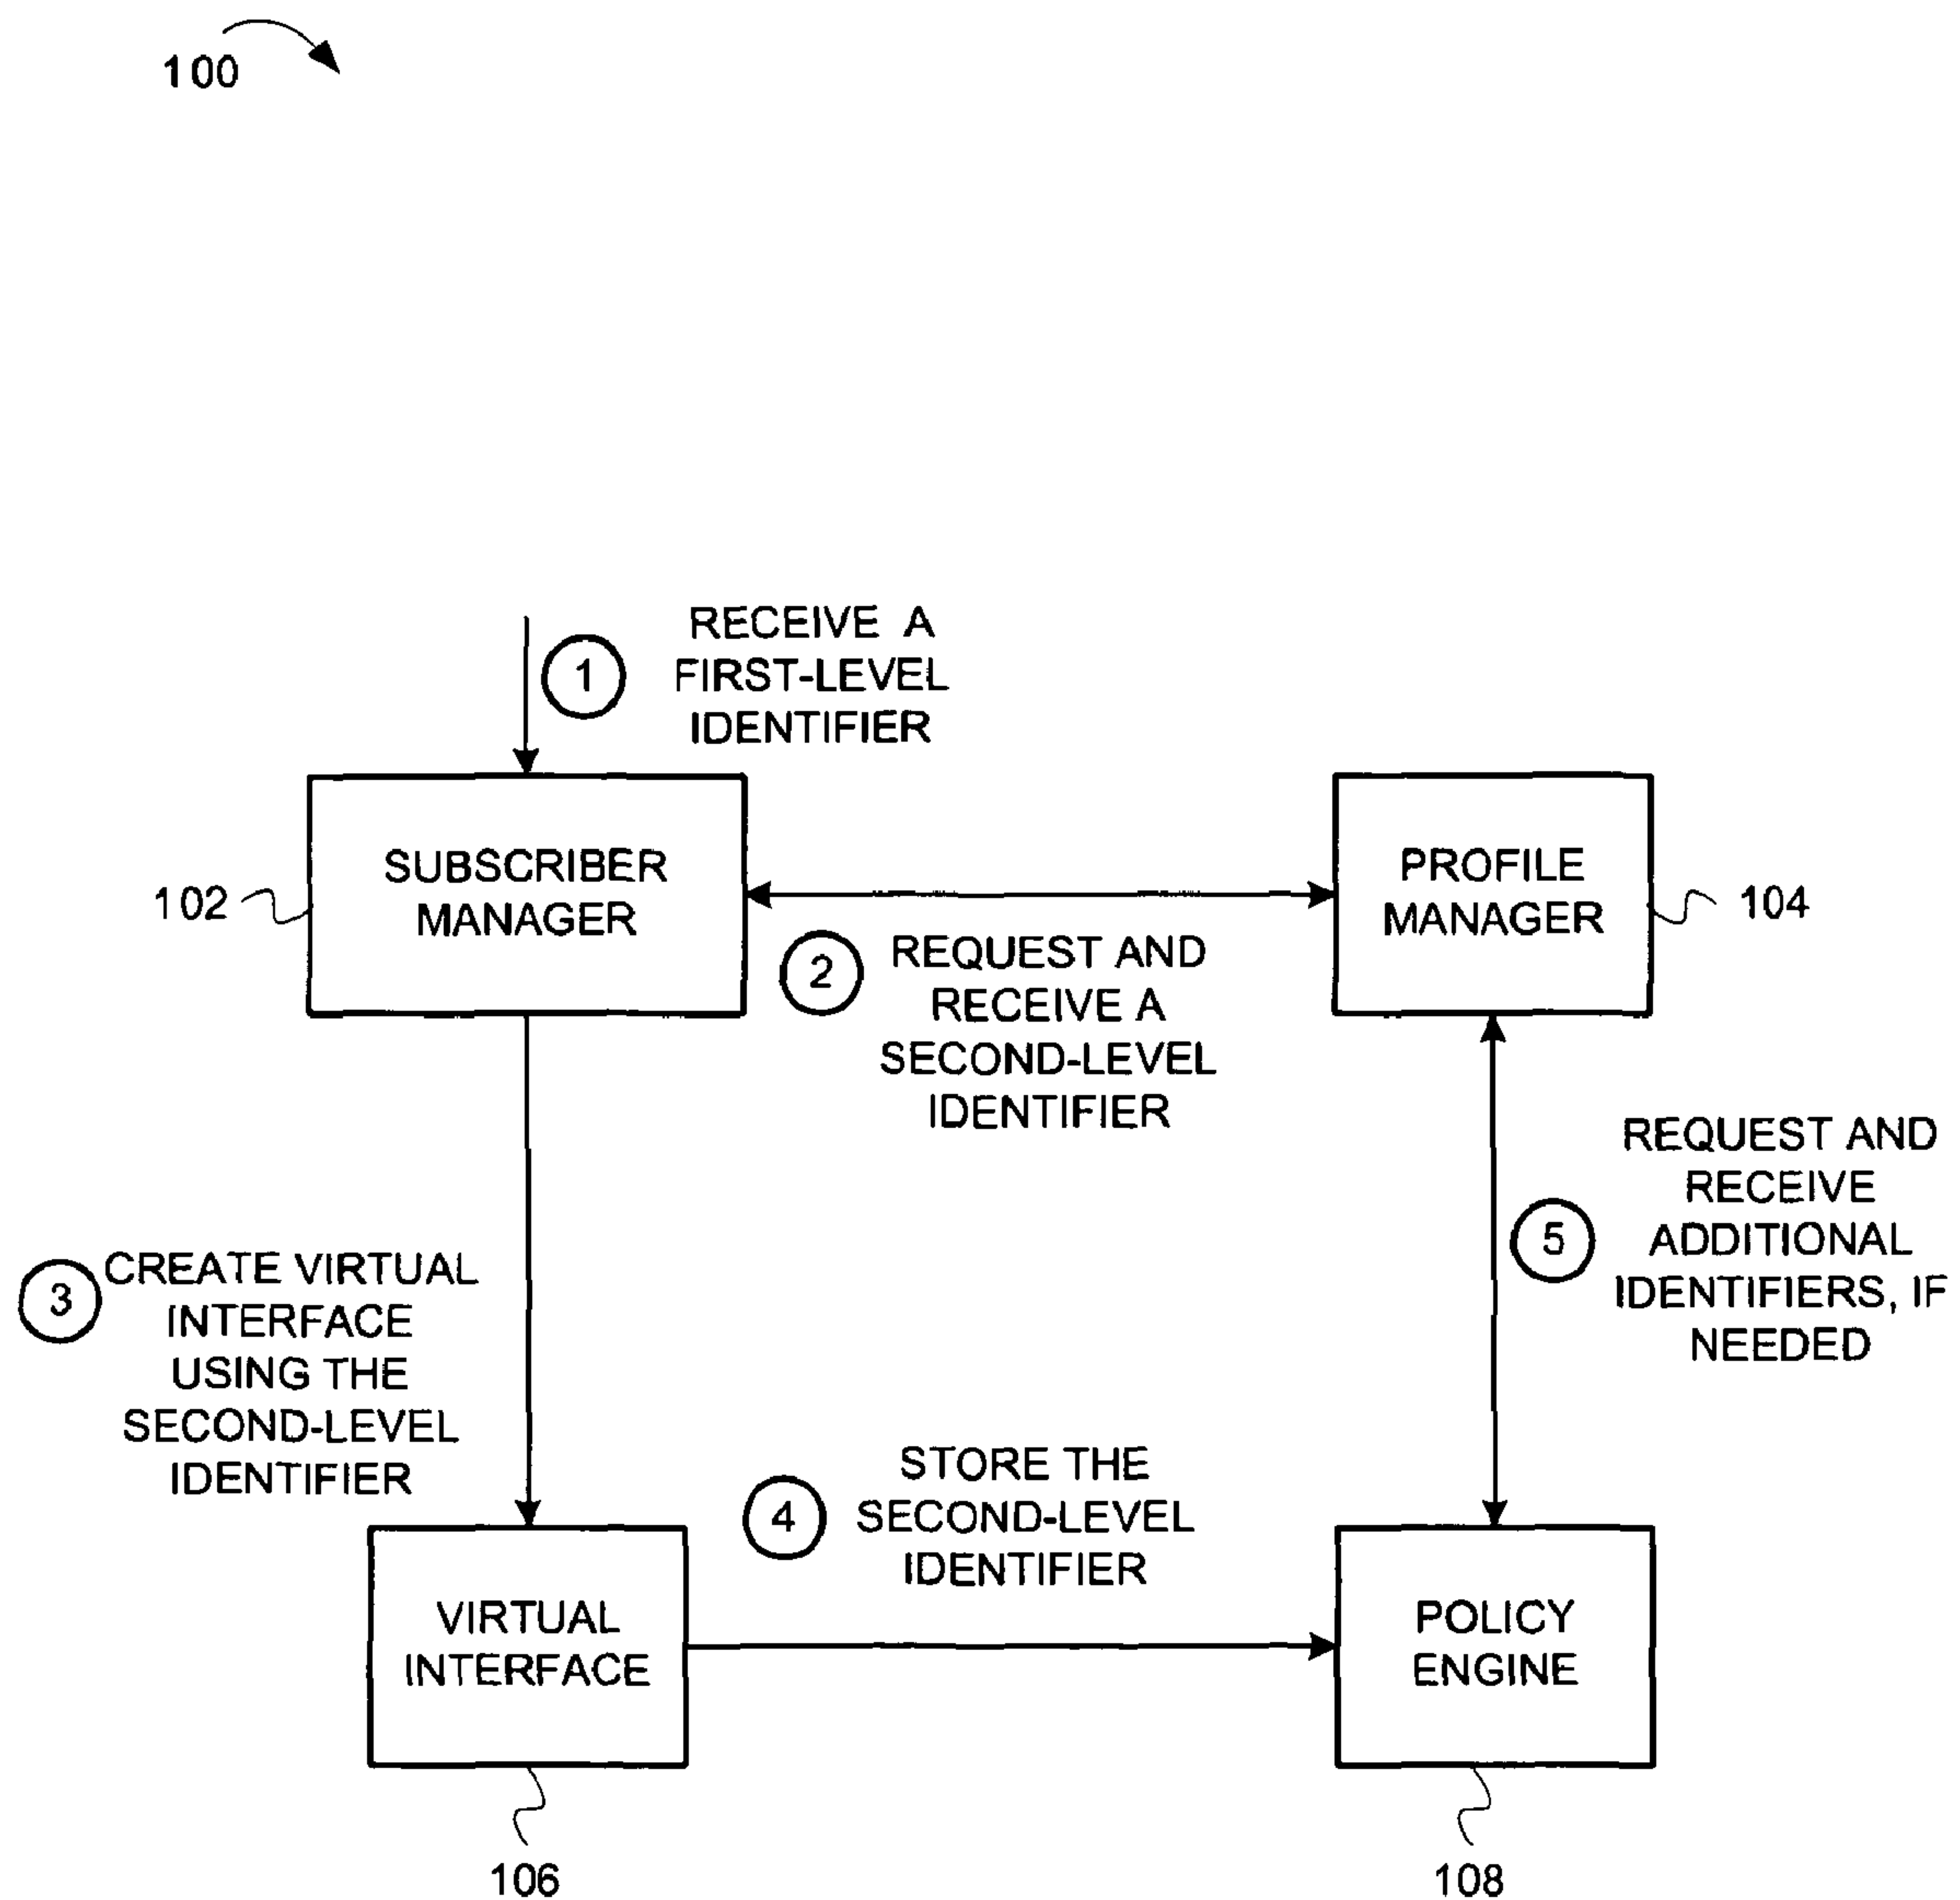 100
RECEIVE A
FIRST-LEVEL
IDENTIFIER
1
SUBSCRIBER
MANAGER
102
PROFILE
MANAGER
104
2
REQUEST AND
RECEIVE A
SECOND-LEVEL
IDENTIFIER
REQUEST AND
RECEIVE
ADDITIONAL
IDENTIFIERS, IF
NEEDED
5
3
CREATE VIRTUAL
INTERFACE
USING THE
SECOND-LEVEL
IDENTIFIER
4
STORE THE
SECOND-LEVEL
IDENTIFIER
VIRTUAL
INTERFACE
POLICY
ENGINE
106
108